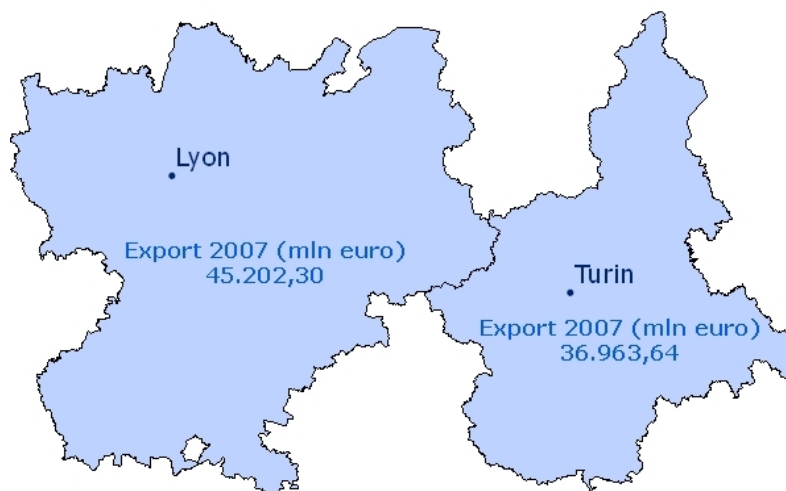 Lyon
Export 2007 (mln euro)
45.202,30
Turin
Export 2007 (mln euro)
36.963,64